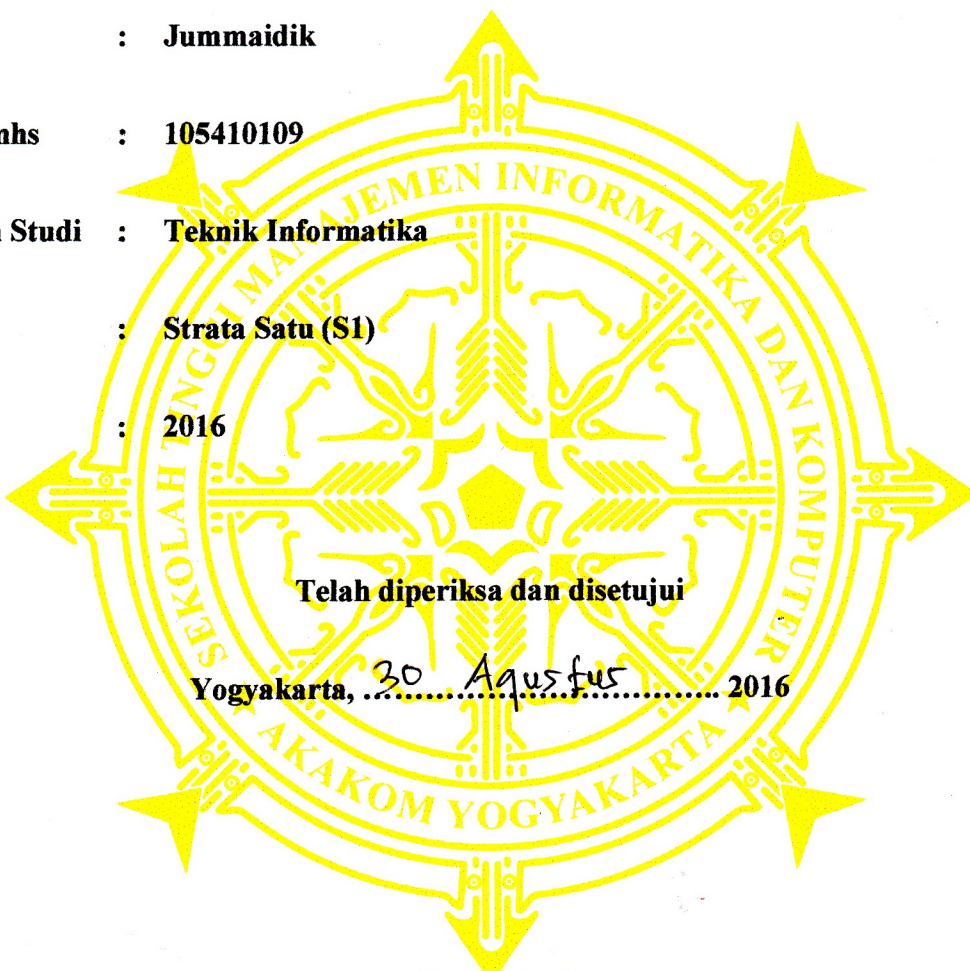 : Jummaidik
mhs : 105410109
Studi : Teknik Informatika
: Strata Satu (S1)
: 2016
SEKOLAH TINGGI MANAJEMEN INFORMATIKA DAN KOMPUTER
Telah diperiksa dan disetujui
Yogyakarta, ...30...Agustus... 2016
★ AKAKOM YOGYAKARTA ★